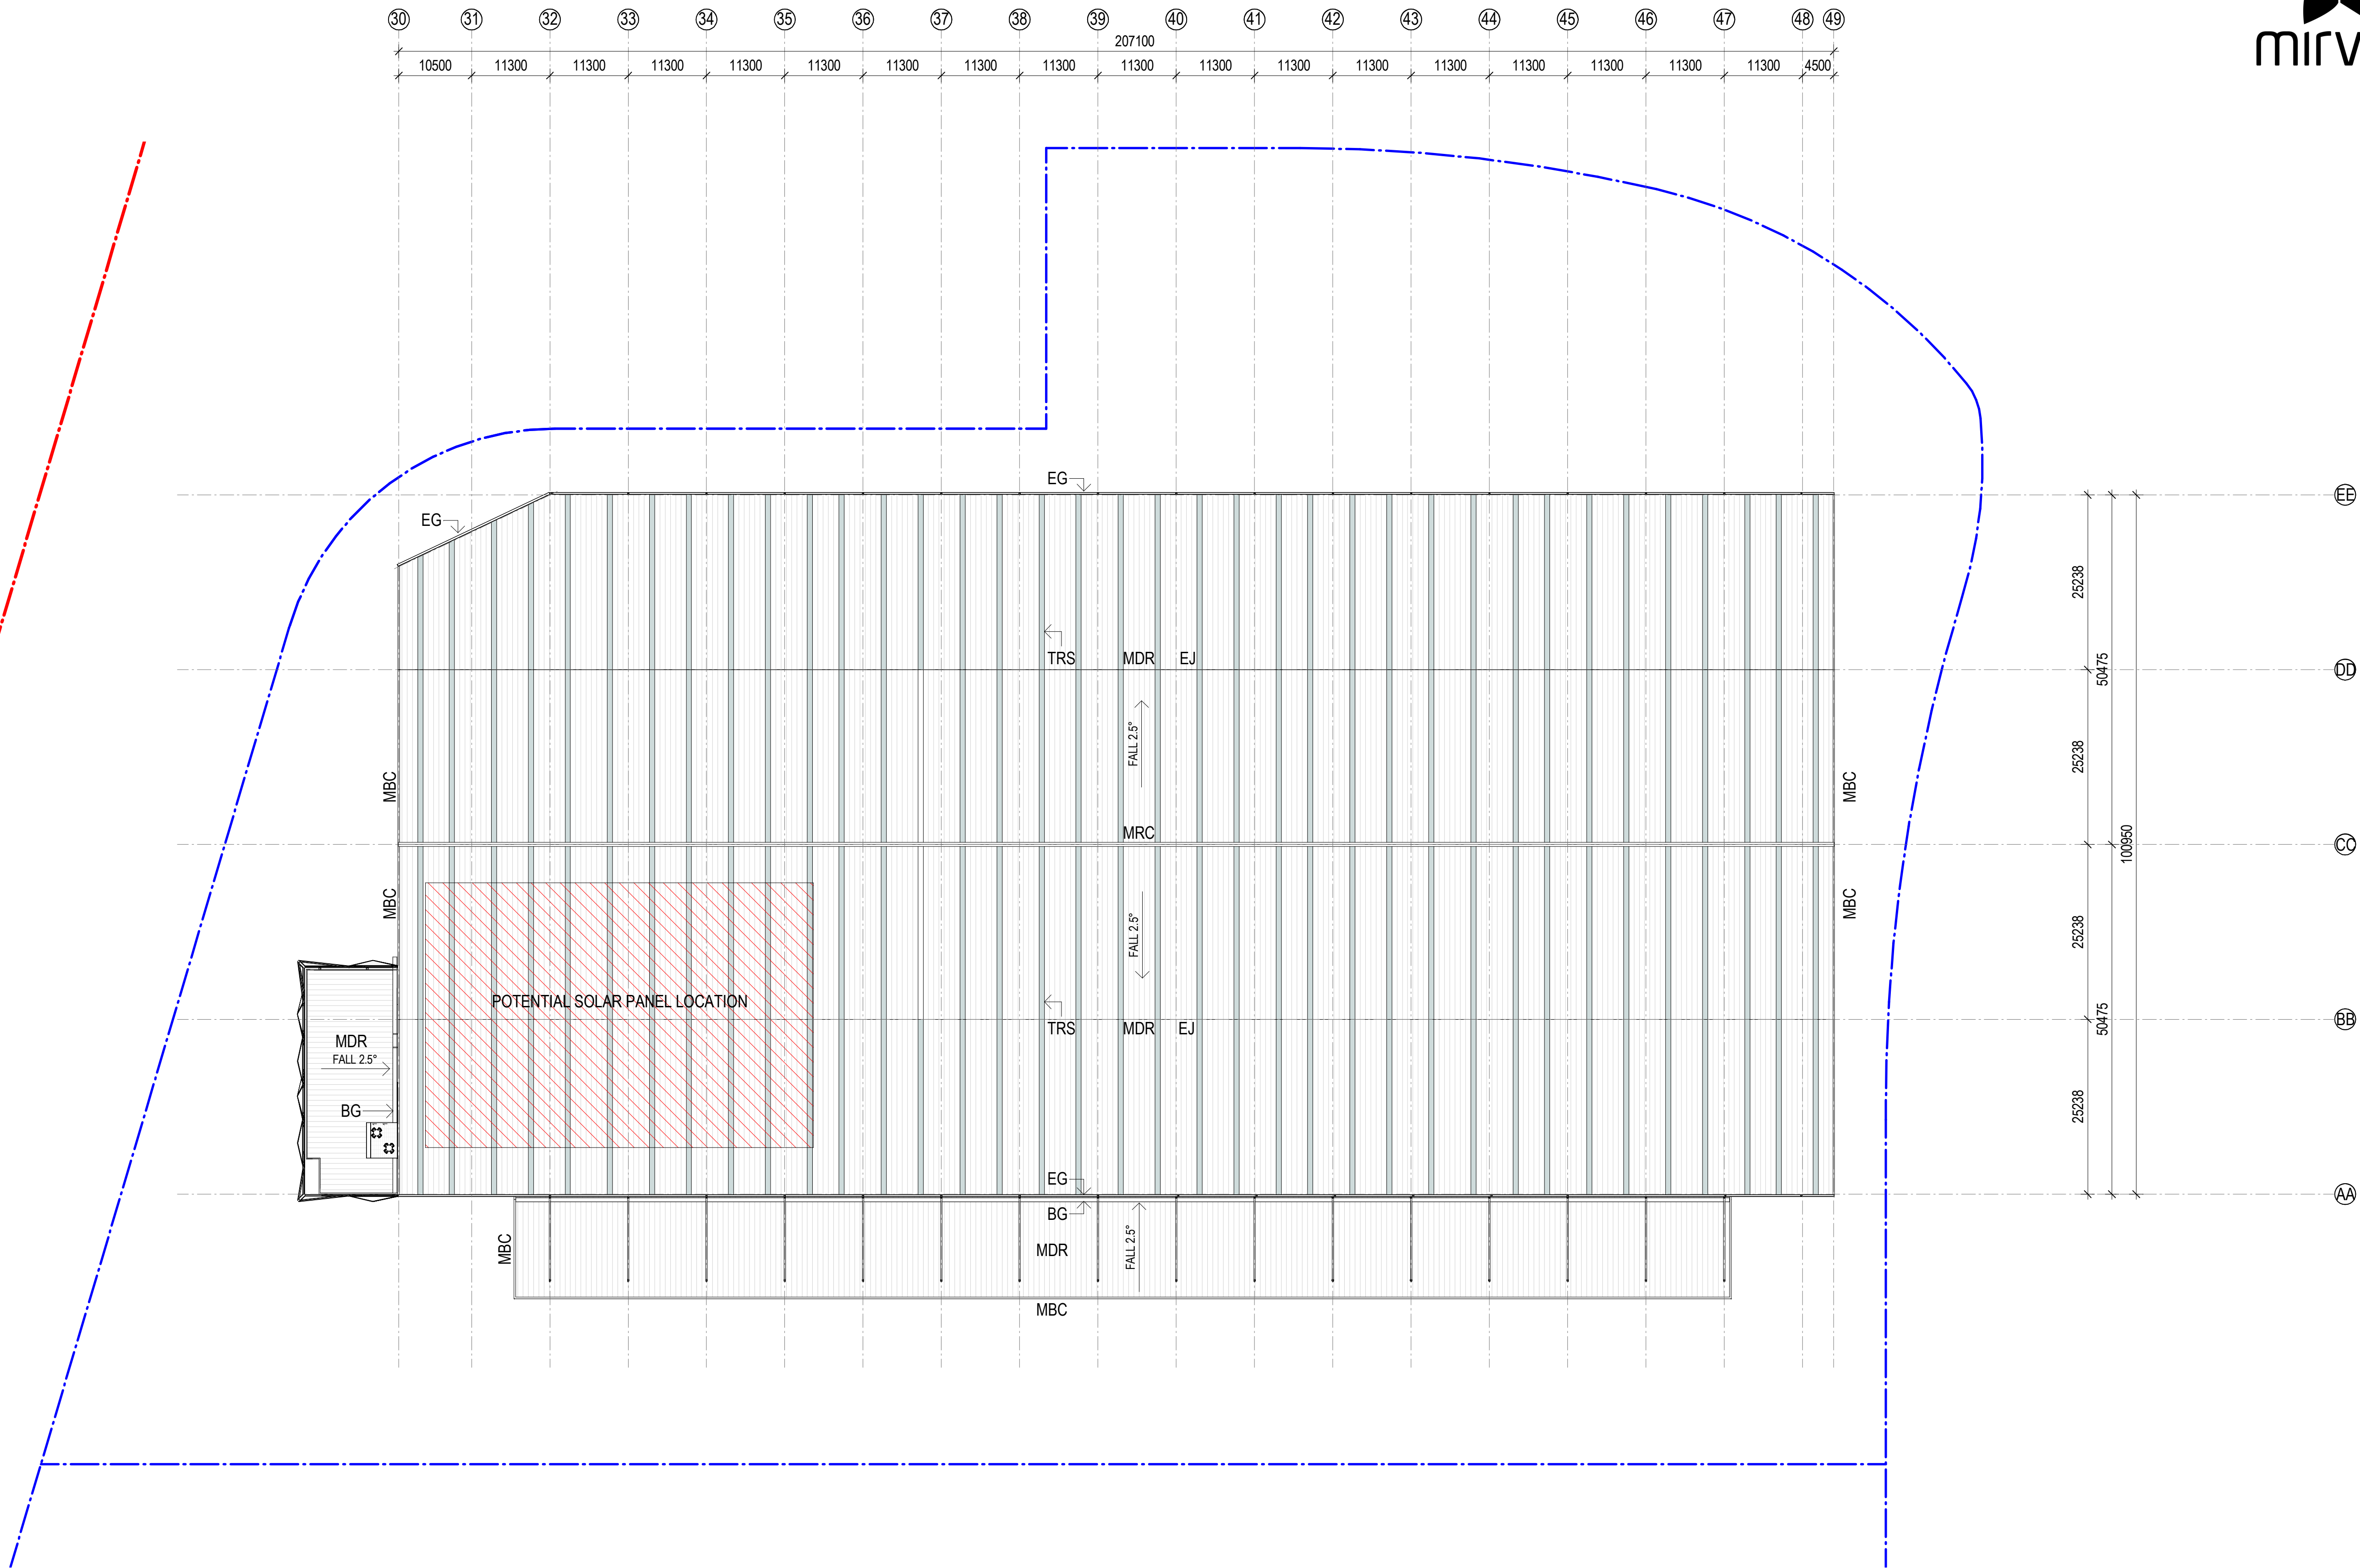 30 31 32 33 34 35 36 37 38 39 40 41 42 43 44 45 46 47 48 49
207100
10500 11300 11300 11300 11300 11300 11300 11300 11300 11300 11300 11300 11300 11300 11300 11300 11300 11300 4500
mirv
EG
EE
EG
25238
TRS MDR EJ
DD
50475
FALL 2.5°
25238
MBC
MBC
MRC
100950
CC
MBC
MBC
FALL 2.5°
25238
POTENTIAL SOLAR PANEL LOCATION
TRS MDR EJ
50475
BB
MDR
FALL 2.5°
BG
25238
EG
AA
BG
MBC
MDR
FALL 2.5°
MBC